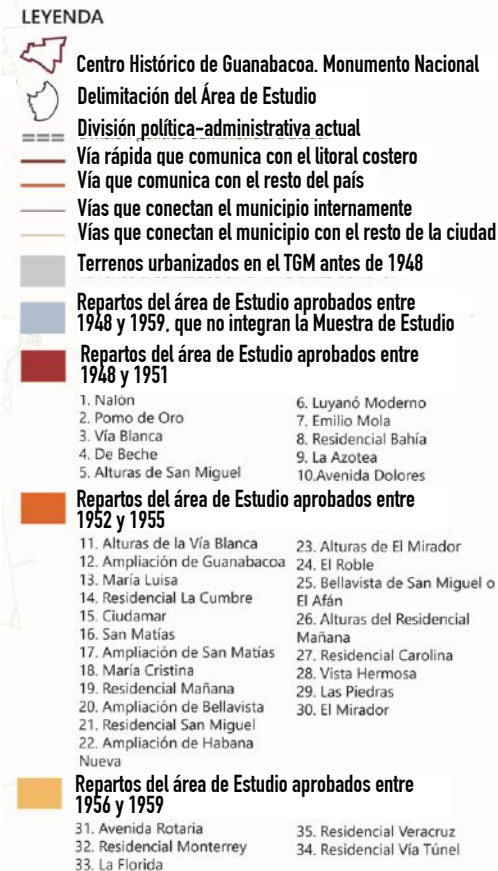 LEYENDA
Centro Histórico de Guanabacoa. Monumento Nacional
Delimitación del Área de Estudio
División política-administrativa actual
Vía rápida que comunica con el litoral costero
Vía que comunica con el resto del país
Vías que conectan el municipio internamente
Vías que conectan el municipio con el resto de la ciudad
Terrenos urbanizados en el TGM antes de 1948
Repartos del área de Estudio aprobados entre
1948 y 1959, que no integran la Muestra de Estudio
Repartos del área de Estudio aprobados entre
1948 y 1951
1. Nalón
2. Pomo de Oro
3. Vía Blanca
4. De Beche
5. Alturas de San Miguel
6. Luyanó Moderno
7. Emilio Mola
8. Residencial Bahía
9. La Azotea
10.Avenida Dolores
Repartos del área de Estudio aprobados entre
1952 y 1955
11. Alturas de la Vía Blanca
12. Ampliación de Guanabacoa
13. María Luisa
14. Residencial La Cumbre
15. Ciudamar
16. San Matías
17. Ampliación de San Matías
18. María Cristina
19. Residencial Mañana
20. Ampliación de Bellavista
21. Residencial San Miguel
22. Ampliación de Habana
Nueva
23. Alturas de El Mirador
24. El Roble
25. Bellavista de San Miguel o
El Afán
26. Alturas del Residencial
Mañana
27. Residencial Carolina
28. Vista Hermosa
29. Las Piedras
30. El Mirador
Repartos del área de Estudio aprobados entre
1956 y 1959
31. Avenida Rotaria
32. Residencial Monterrey
33. La Florida
35. Residencial Veracruz
34. Residencial Vía Túnel